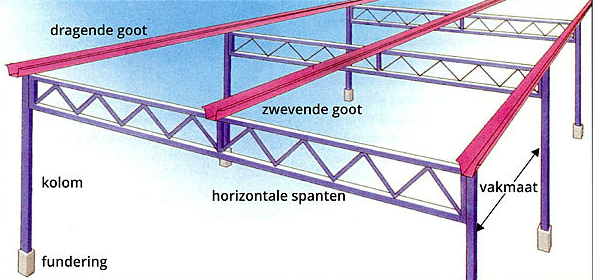 dragende goot
zwevende goot
kolom
horizontale spanten
vakmaat
fundering